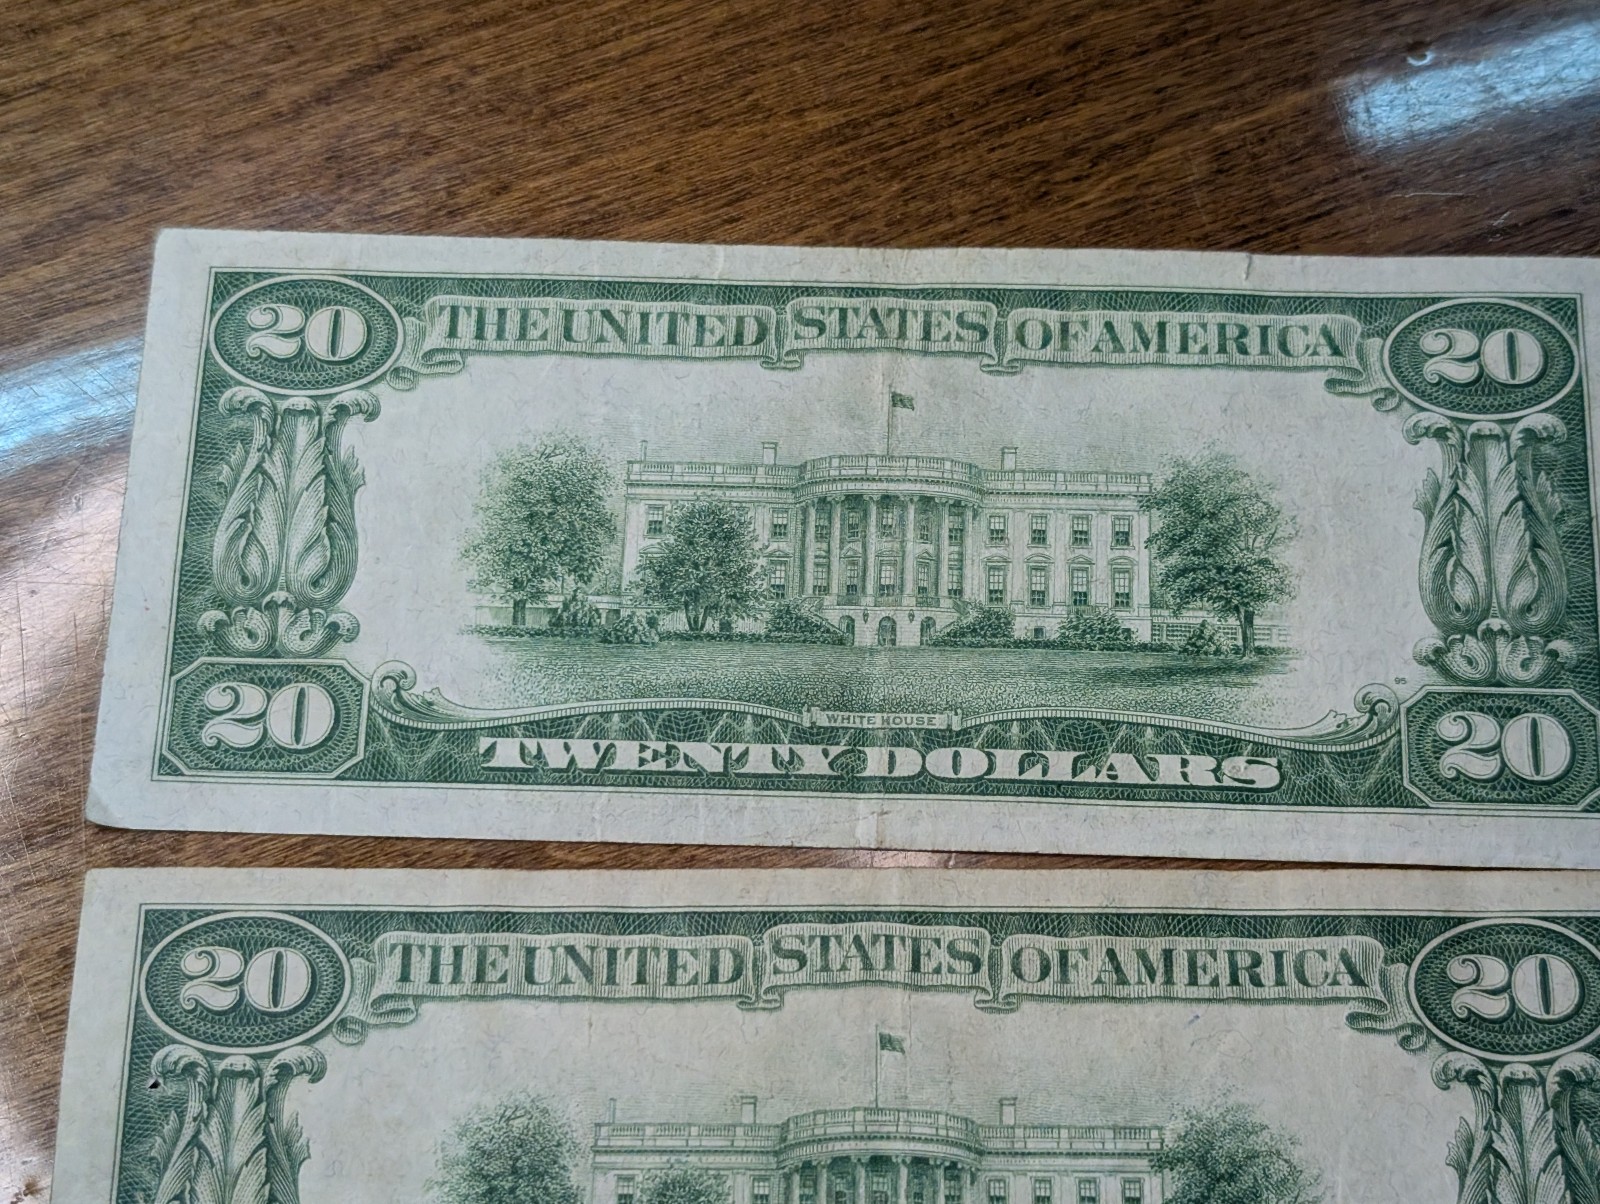 20 THE UNITED STATES OF AMERICA 20
WHITE HOUSE
95
20 TWENTY DOLLARS 20
20 THE UNITED STATES OF AMERICA 20